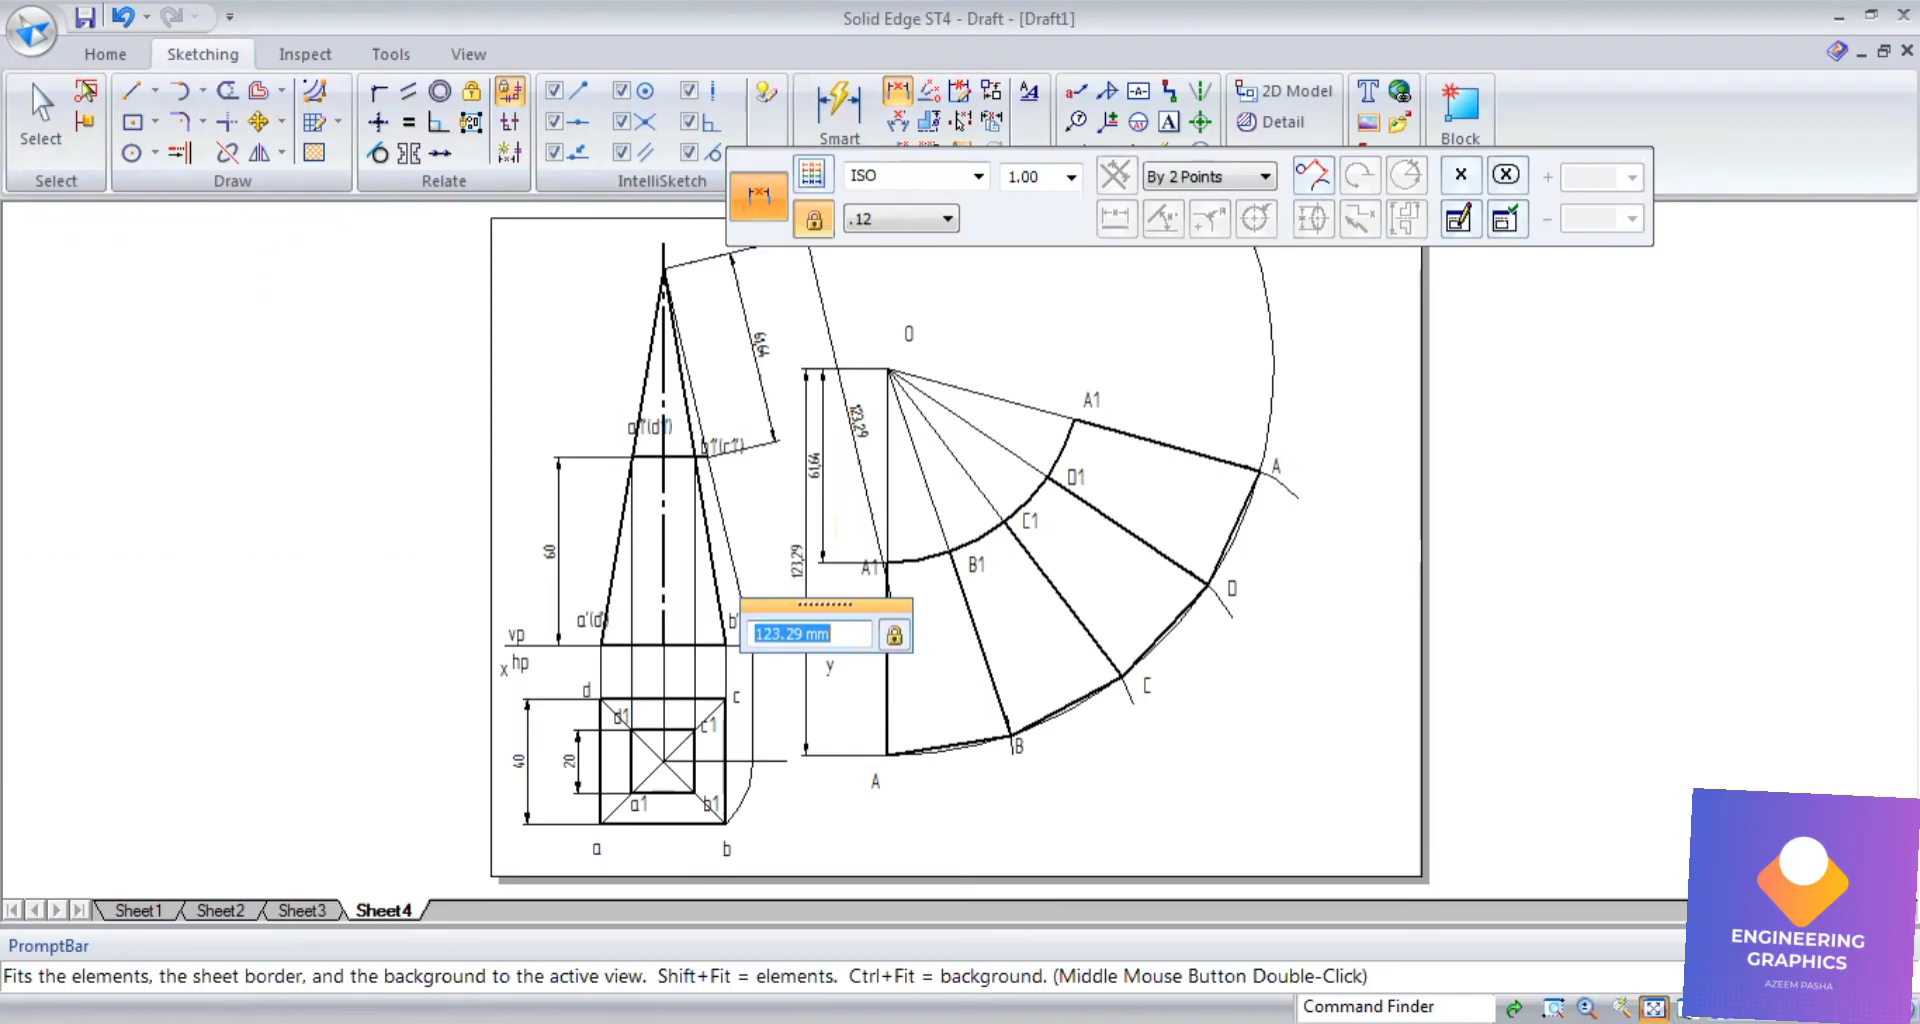 Solid Edge ST4 - Draft - [Draft1]
Home
Sketching
Inspect
Tools
View
Select
Smart
2D Model
Detail
Block
Select
Draw
Relate
IntelliSketch
ISO
1.00
By 2 Points
.12
O
61,64
A1
a1'(d1')
b1'(c1')
123,29
A
61,64
D1
C1
60
123,29
A1
B1
D
a'(d')
b'
vp
123.29 mm
x hp
y
d
c
C
d1
c1
B
40
20
A
a1
b1
a
b
Sheet1
Sheet2
Sheet3
Sheet4
PromptBar
Fits the elements, the sheet border, and the background to the active view.  Shift+Fit = elements.  Ctrl+Fit = background. (Middle Mouse Button Double-Click)
Command Finder
ENGINEERING
GRAPHICS
AZEEM PASHA